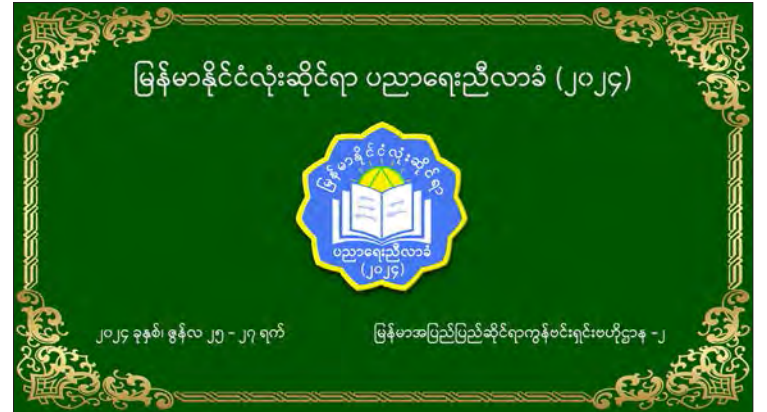 မြန်မာနိုင်ငံလုံးဆိုင်ရာ ပညာရေးညီလာခံ (၂၀၂၄)
မြန်မာနိုင်ငံလုံးဆိုင်ရာ
ပညာရေးညီလာခံ
(၂၀၂၄)
၂၀၂၄ ခုနှစ်၊ ဇွန်လ ၂၅ - ၂၇ ရက်
မြန်မာအပြည်ပြည်ဆိုင်ရာကွန်ဗင်းရှင်းဗဟိုဌာန -၂